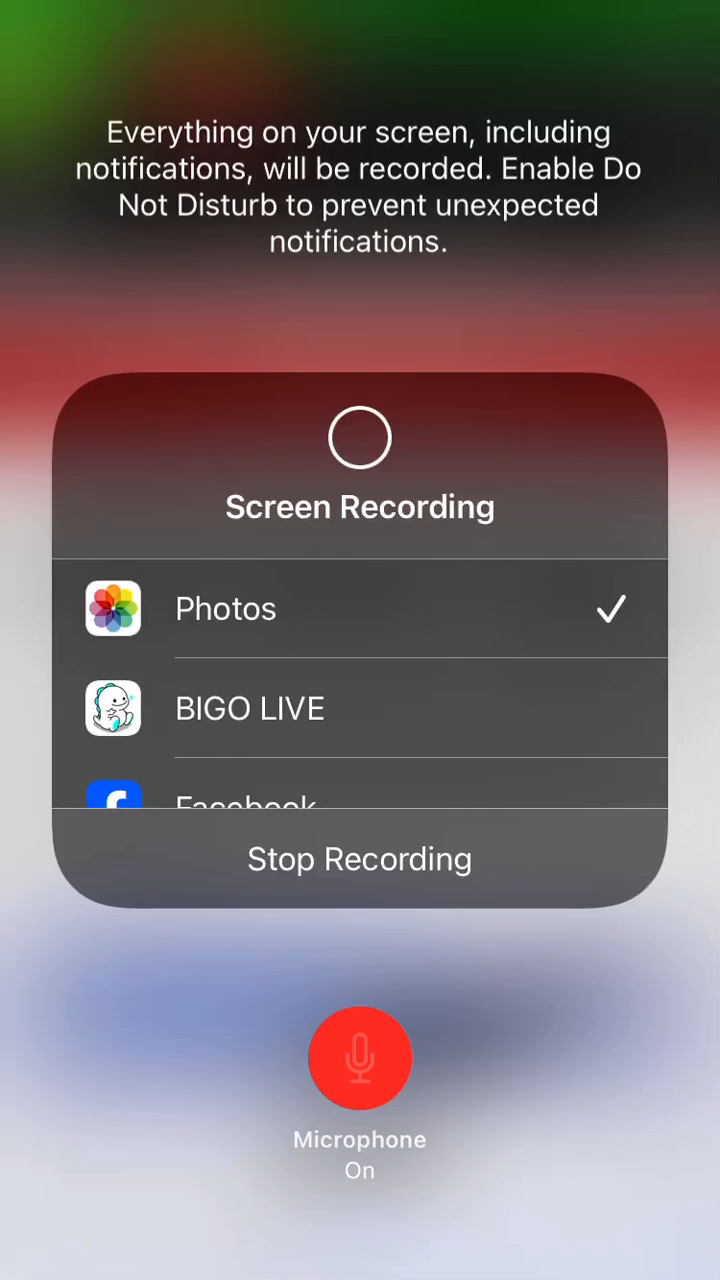 Everything on your screen, including
notifications, will be recorded. Enable Do
Not Disturb to prevent unexpected
notifications.
Screen Recording
Photos
BIGO LIVE
Facebook
Stop Recording
Microphone
On